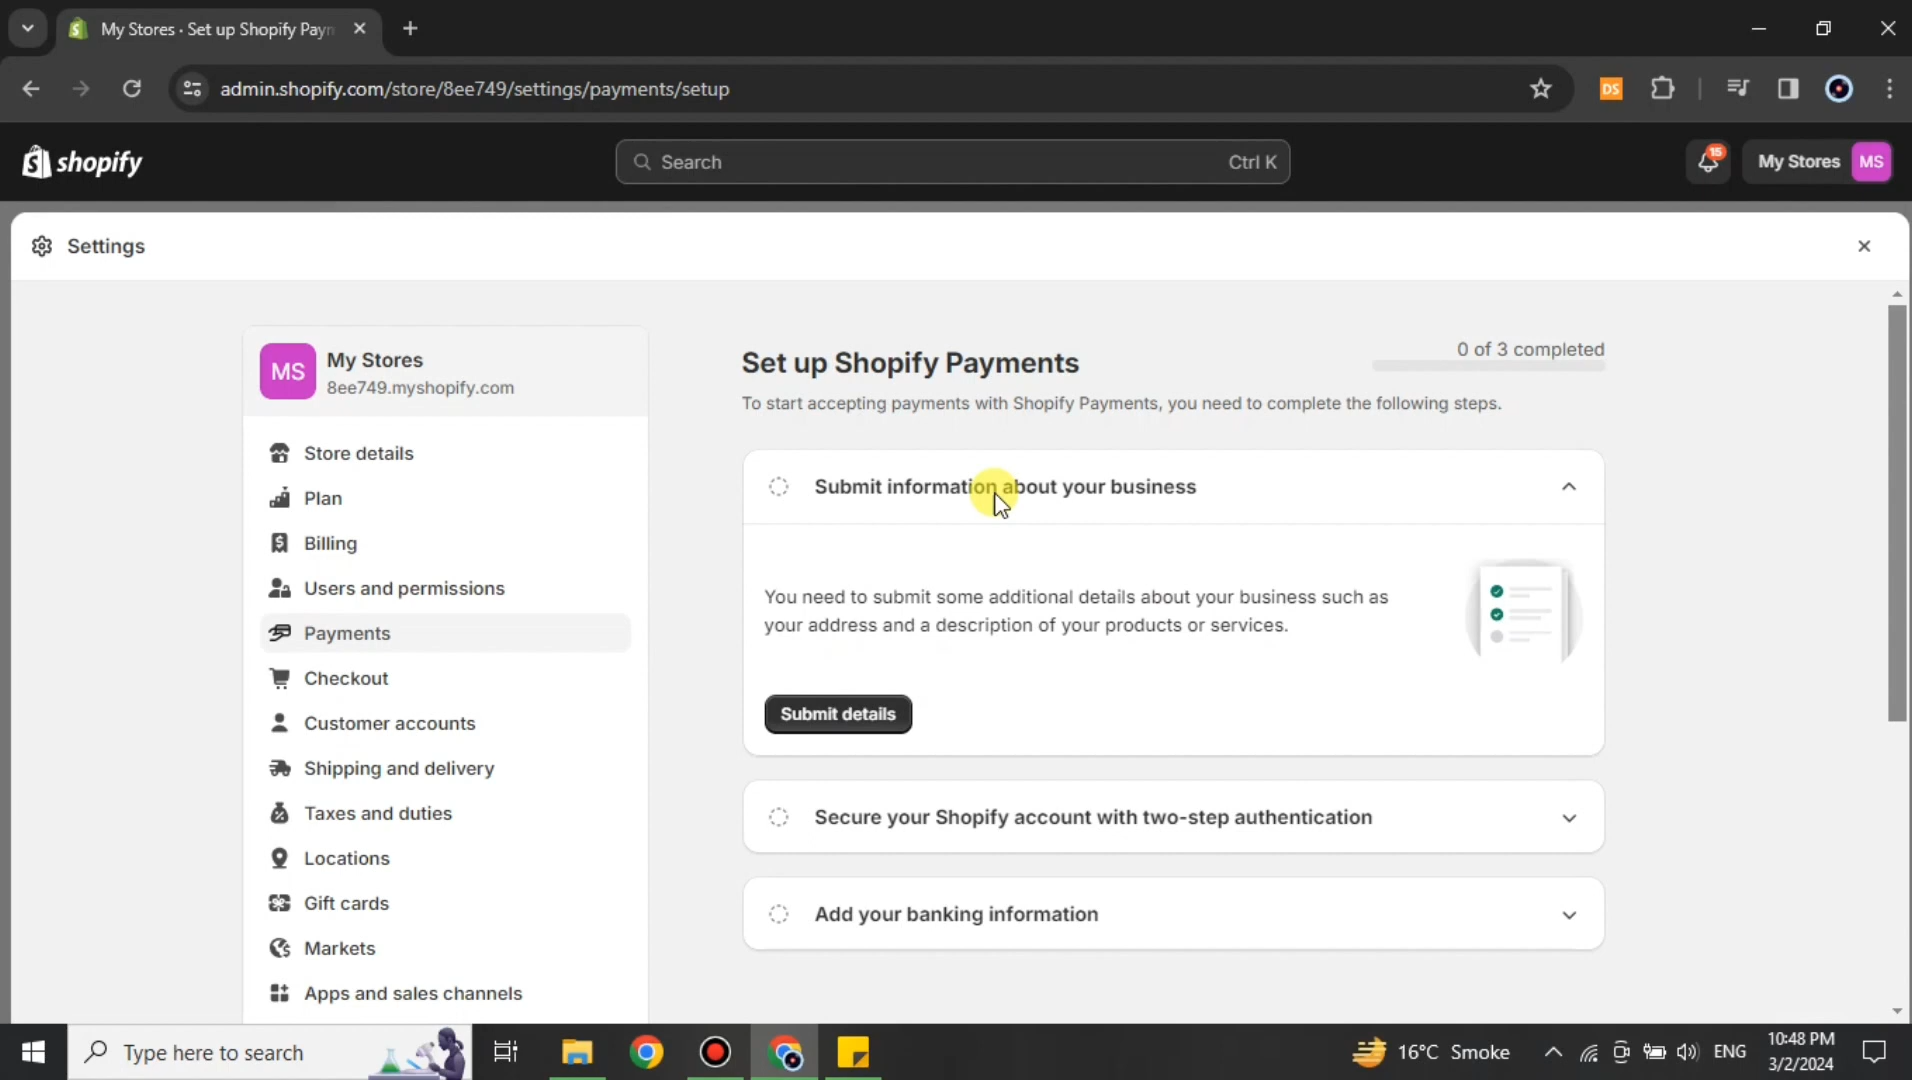 My Stores · Set up Shopify Payn
admin.shopify.com/store/8ee749/settings/payments/setup
DS
shopify
Search
Ctrl K
15
My Stores
MS
Settings
MS
My Stores
8ee749.myshopify.com
Store details
Plan
Billing
Users and permissions
Payments
Checkout
Customer accounts
Shipping and delivery
Taxes and duties
Locations
Gift cards
Markets
Apps and sales channels
Set up Shopify Payments
0 of 3 completed
To start accepting payments with Shopify Payments, you need to complete the following steps.
Submit information about your business
You need to submit some additional details about your business such as
your address and a description of your products or services.
Submit details
Secure your Shopify account with two-step authentication
Add your banking information
Type here to search
16°C Smoke
ENG
10:48 PM
3/2/2024